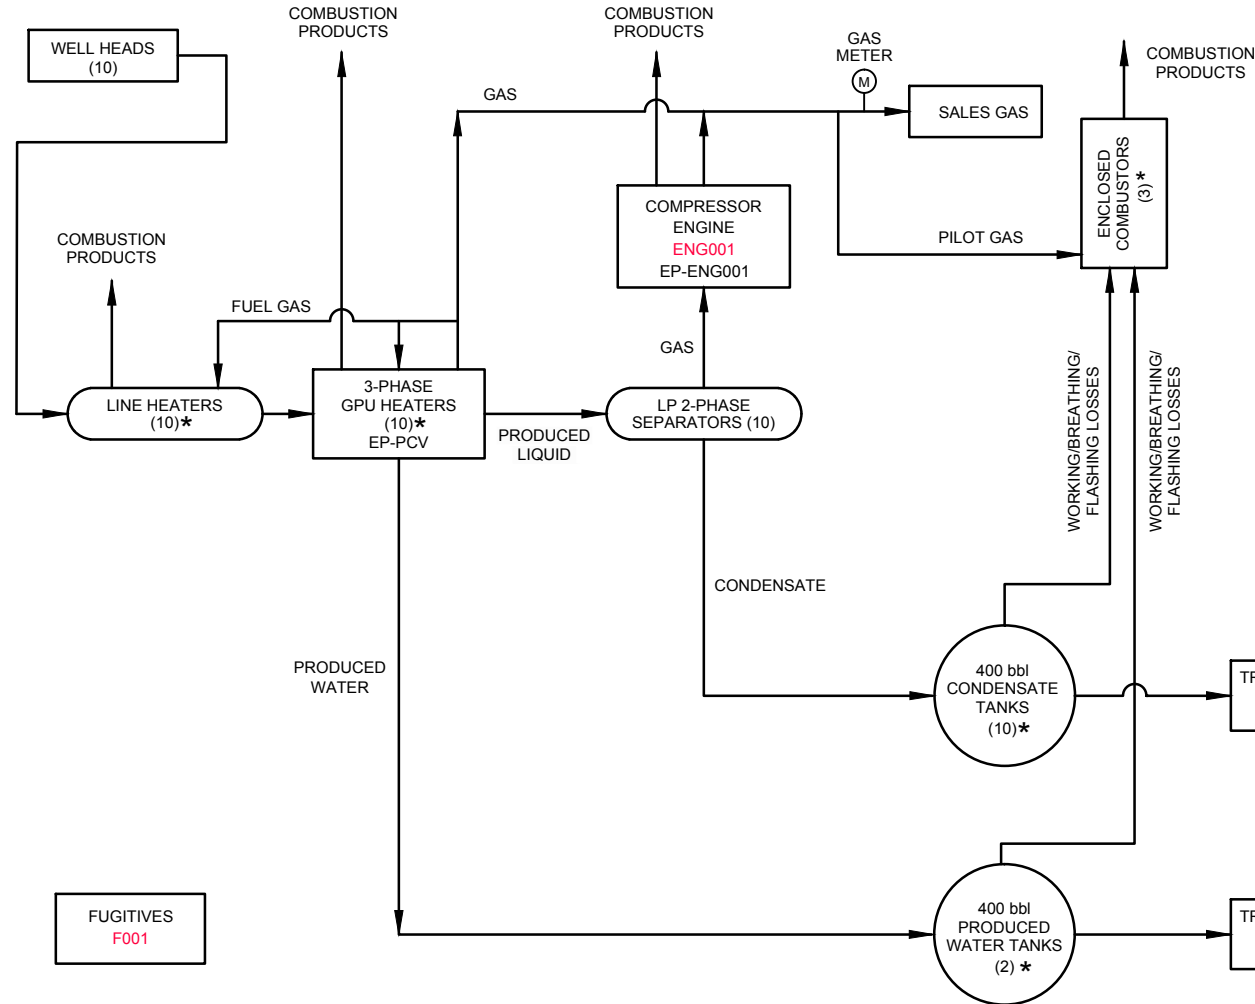 COMBUSTION
PRODUCTS
COMBUSTION
PRODUCTS
GAS
METER
M
WELL HEADS
(10)
COMBUSTION
PRODUCTS
GAS
SALES GAS
ENCLOSED
COMBUSTORS
(3)*
COMPRESSOR
ENGINE
ENG001
EP-ENG001
PILOT GAS
COMBUSTION
PRODUCTS
FUEL GAS
GAS
LINE HEATERS
(10)*
3-PHASE
GPU HEATERS
(10)*
EP-PCV
PRODUCED
LIQUID
LP 2-PHASE
SEPARATORS (10)
WORKING/BREATHING/
FLASHING LOSSES
WORKING/BREATHING/
FLASHING LOSSES
CONDENSATE
PRODUCED
WATER
400 bbl
CONDENSATE
TANKS
(10)*
400 bbl
PRODUCED
WATER TANKS
(2) *
FUGITIVES
F001